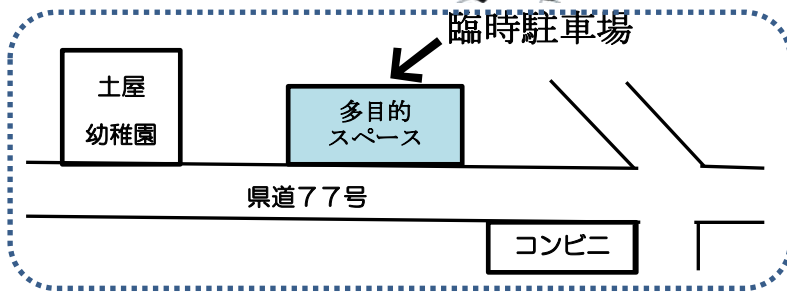 臨時駐車場
土屋
幼稚園
多目的
スペース
県道77号
コンビニ